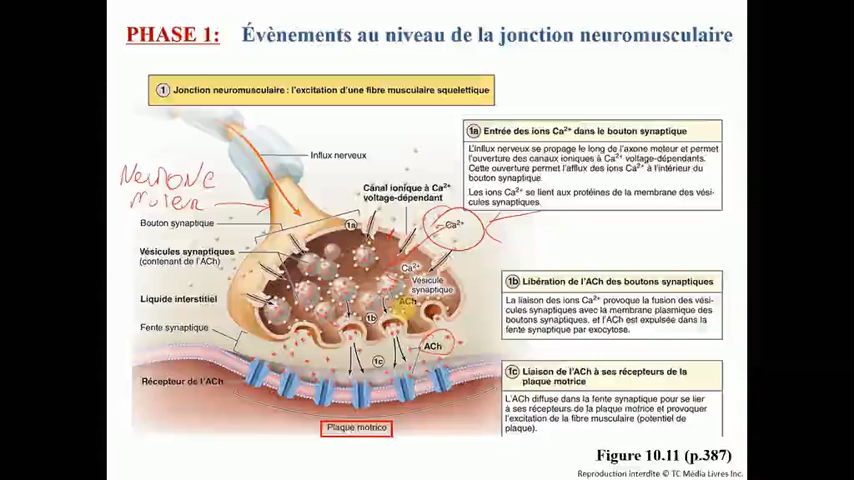 PHASE 1: Évènements au niveau de la jonction neuromusculaire
1 Jonction neuromusculaire : l'excitation d'une fibre musculaire squelettique
1a Entrée des ions Ca2+ dans le bouton synaptique
L'influx nerveux se propage le long de l'axone moteur et permet
l'ouverture des canaux ioniques à Ca2+ voltage-dépendants.
Cette ouverture permet l'afflux des ions Ca2+ à l'intérieur du
bouton synaptique.
Les ions Ca2+ se lient aux protéines de la membrane des vési-
cules synaptiques.
Influx nerveux
Neurone
moteur
Canal ionique à Ca2+
voltage-dépendant
Bouton synaptique
1a
Ca2+
Vésicules synaptiques
(contenant de l'ACh)
Ca2+
Vésicule
synaptique
ACh
Liquide interstitiel
1b
Fente synaptique
ACh
1c
Récepteur de l'ACh
Plaque motrice
1b Libération de l'ACh des boutons synaptiques
La liaison des ions Ca2+ provoque la fusion des vési-
cules synaptiques avec la membrane plasmique des
boutons synaptiques, et l'ACh est expulsée dans la
fente synaptique par exocytose.
1c Liaison de l'ACh à ses récepteurs de la
plaque motrice
L'ACh diffuse dans la fente synaptique pour se lier
à ses récepteurs de la plaque motrice et provoquer
l'excitation de la fibre musculaire (potentiel de
plaque).
Figure 10.11 (p.387)
Reproduction interdite © TC Média Livres Inc.